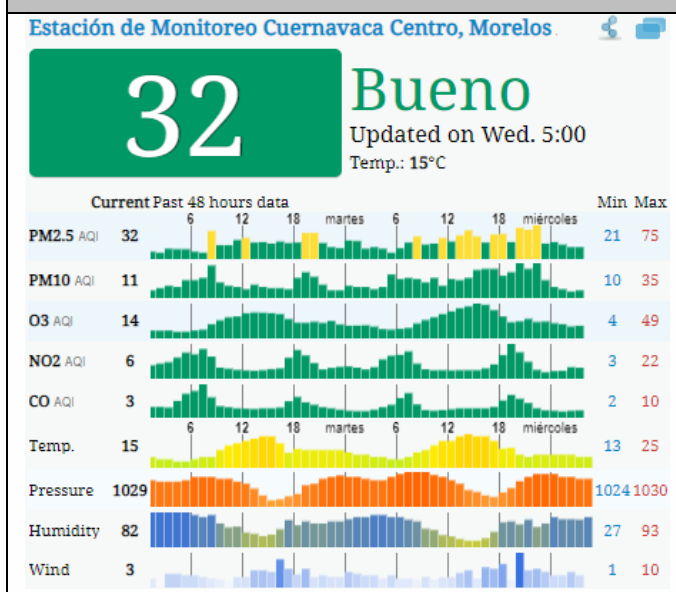 Estación de Monitoreo Cuernavaca Centro, Morelos.
32
Bueno
Updated on Wed. 5:00
Temp.: 15°C
Current Past 48 hours data Min Max
6 12 18 martes 6 12 18 miércoles
PM2.5 AQI 32 21 75
PM10 AQI 11 10 35
O3 AQI 14 4 49
NO2 AQI 6 3 22
CO AQI 3 2 10
6 12 18 martes 6 12 18 miércoles
Temp. 15 13 25
Pressure 1029 1024 1030
Humidity 82 27 93
Wind 3 1 10